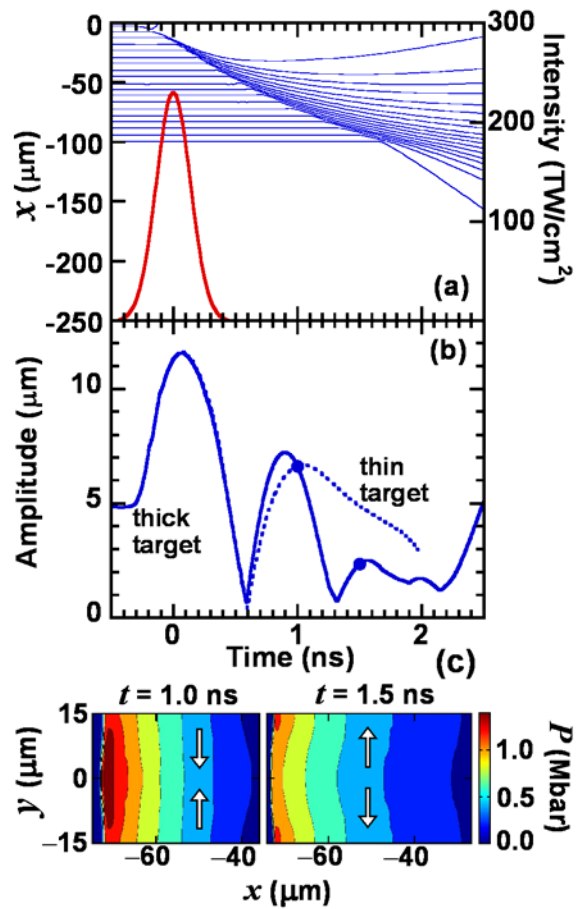 0
-50
-100
-150
-200
-250
x (μm)
300
200
100
Intensity (TW/cm²)
(a)
(b)
10
5
0
Amplitude (μm)
thick
target
thin
target
0
1
2
Time (ns)
(c)
t = 1.0 ns
t = 1.5 ns
15
0
−15
y (μm)
−60
−40
−60
−40
x (μm)
1.0
0.5
0.0
P (Mbar)